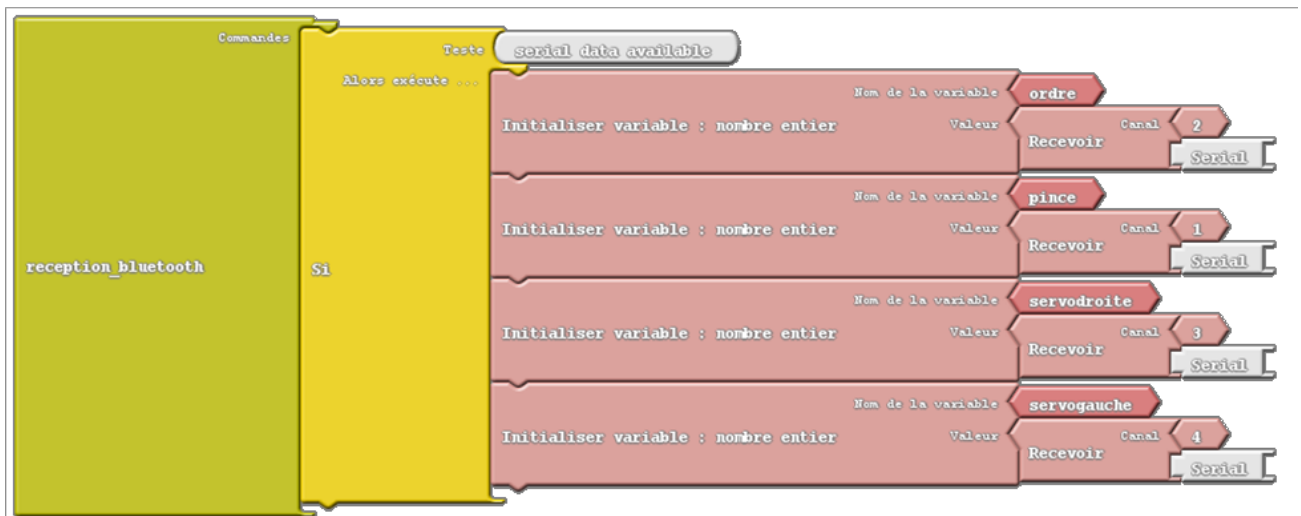 Commandes
Teste serial data available
Alors exécute ...
Nom de la variable ordre
Initialiser variable : nombre entier Valeur Recevoir Canal 2
Serial
Nom de la variable pince
Initialiser variable : nombre entier Valeur Recevoir Canal 1
Serial
reception_bluetooth Si
Nom de la variable servodroite
Initialiser variable : nombre entier Valeur Recevoir Canal 3
Serial
Nom de la variable servogauche
Initialiser variable : nombre entier Valeur Recevoir Canal 4
Serial